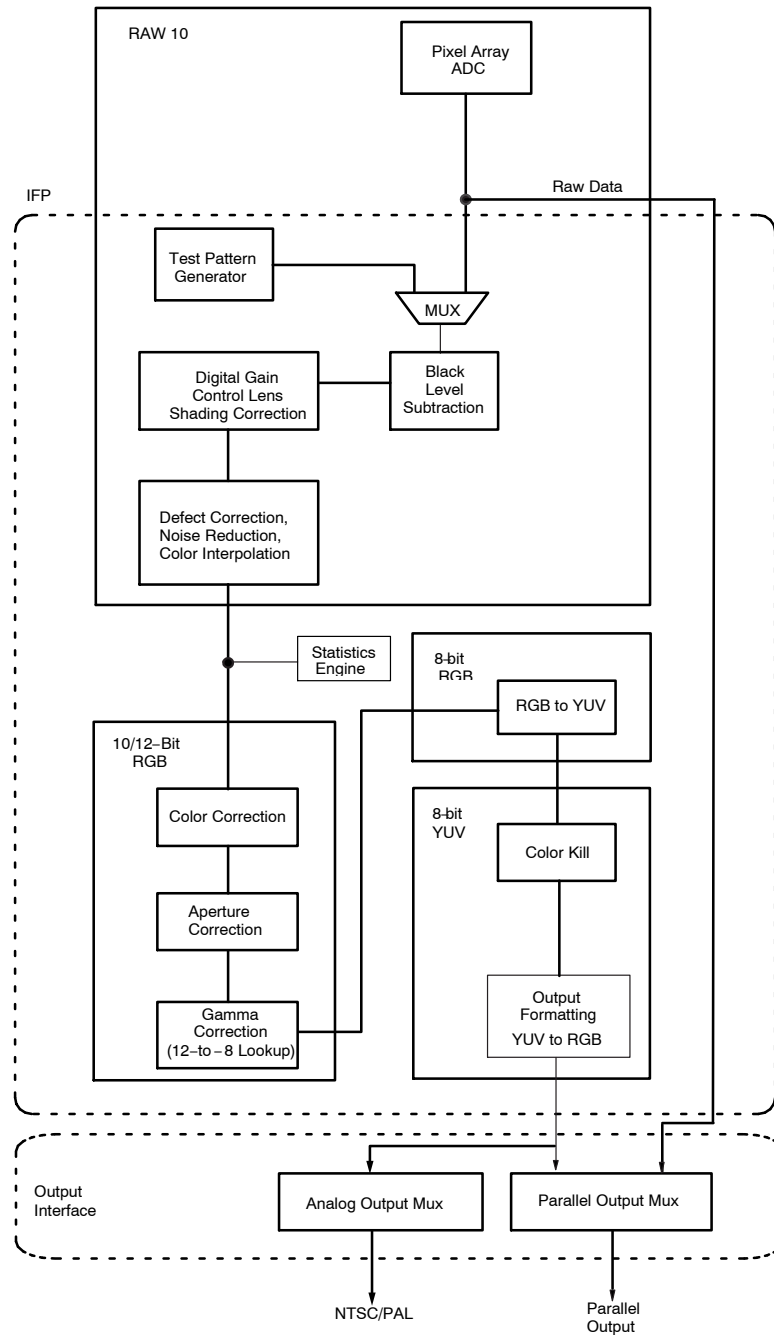 RAW 10
Pixel Array
ADC
IFP
Raw Data
Test Pattern
Generator
MUX
Digital Gain
Control Lens
Shading Correction
Black
Level
Subtraction
Defect Correction,
Noise Reduction,
Color Interpolation
Statistics
Engine
8-bit
RGB
RGB to YUV
10/12-Bit
RGB
Color Correction
8-bit
YUV
Color Kill
Aperture
Correction
Gamma
Correction
(12-to-8 Lookup)
Output
Formatting
YUV to RGB
Output
Interface
Analog Output Mux
Parallel Output Mux
NTSC/PAL
Parallel
Output